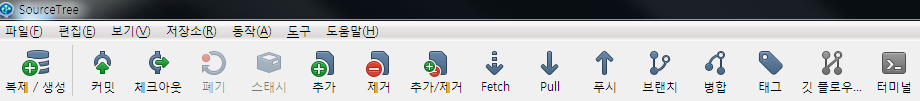 SourceTree
파일(F) 편집(E) 보기(V) 저장소(R) 동작(A) 도구 도움말(H)
복제 / 생성 커밋 체크아웃 폐기 스태시 추가 제거 추가/제거 Fetch Pull 푸시 브랜치 병합 태그 깃 플로우... 터미널